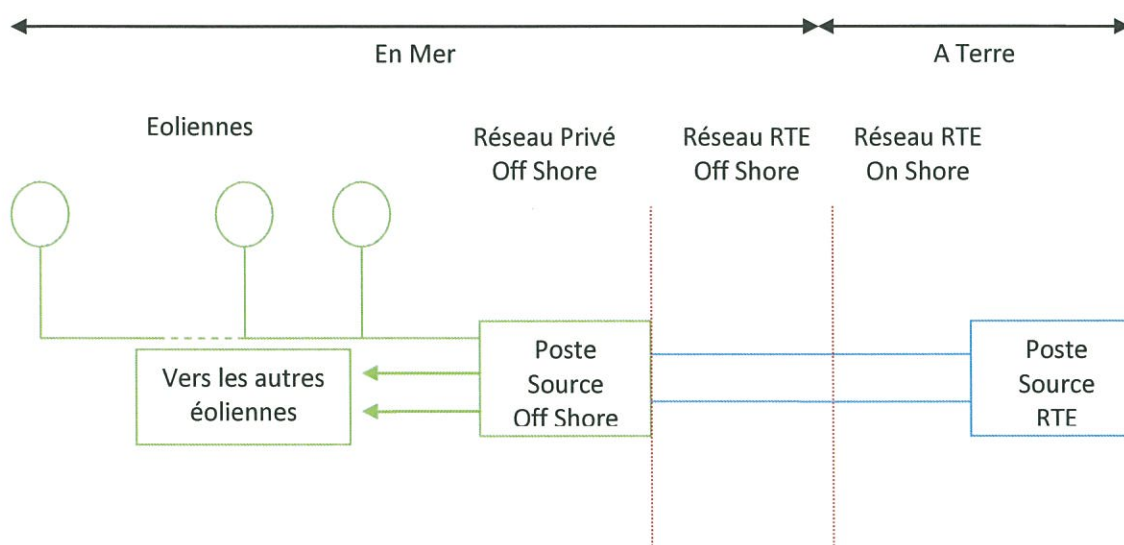 En Mer
A Terre
Eoliennes
Réseau Privé
Off Shore
Réseau RTE
Off Shore
Réseau RTE
On Shore
Vers les autres
éoliennes
Poste
Source
Off Shore
Poste
Source
RTE